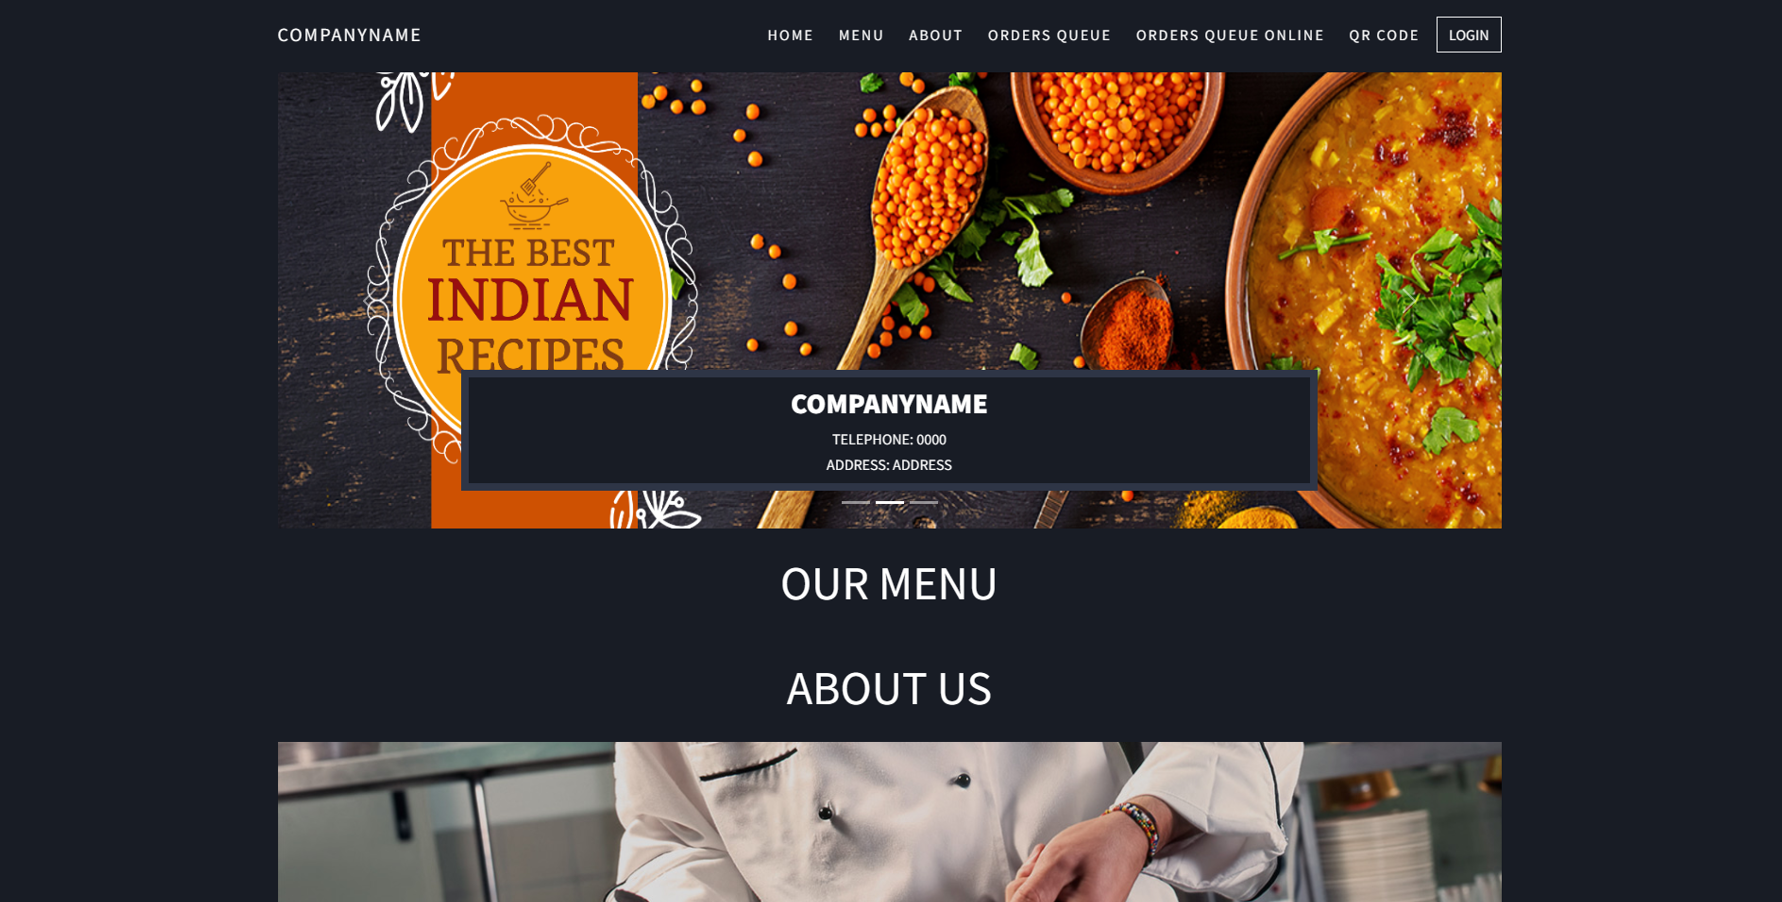 COMPANYNAME
HOME MENU ABOUT ORDERS QUEUE ORDERS QUEUE ONLINE QR CODE LOGIN
THE BEST
INDIAN
RECIPES
COMPANYNAME
TELEPHONE: 0000
ADDRESS: ADDRESS
OUR MENU
ABOUT US